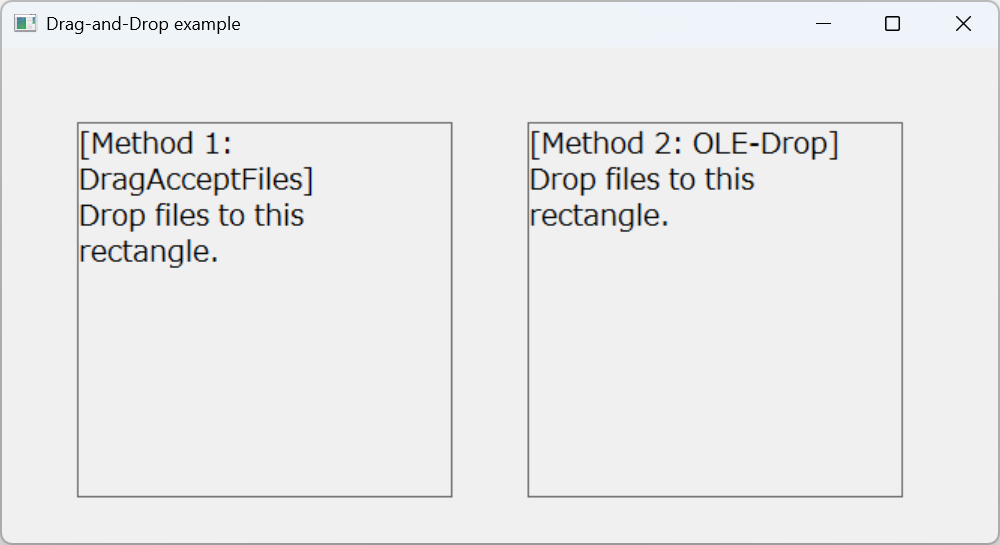 Drag-and-Drop example
[Method 1:
DragAcceptFiles]
Drop files to this
rectangle.
[Method 2: OLE-Drop]
Drop files to this
rectangle.